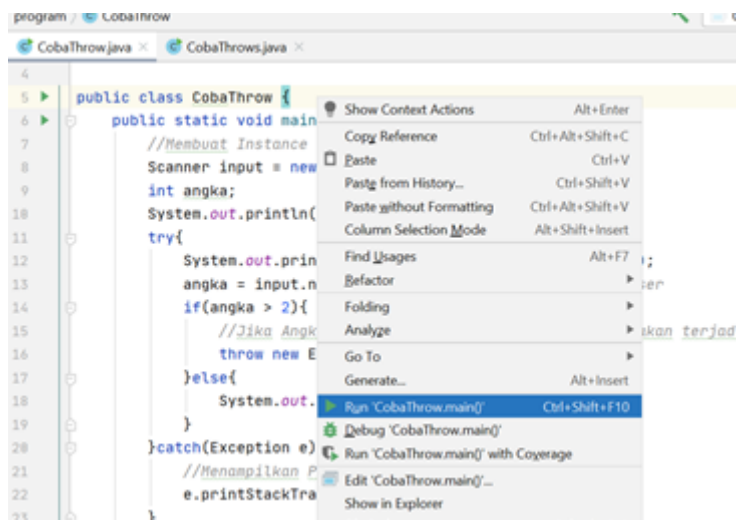 program / CobaThrow
CobaThrow.java × CobaThrows.java ×
4
5 public class CobaThrow {
6 public static void main
7 //Membuat Instance
8 Scanner input = new
9 int angka;
10 System.out.println(
11 try{
12 System.out.prin ;
13 angka = input.n ser
14 if(angka > 2){
15 //Jika Angk akan terjad
16 throw new E
17 }else{
18 System.out.
19 }
20 }catch(Exception e)
21 //Menampilkan P
22 e.printStackTra
23 }
Show Context Actions Alt+Enter
Copy Reference Ctrl+Alt+Shift+C
Paste Ctrl+V
Paste from History... Ctrl+Shift+V
Paste without Formatting Ctrl+Alt+Shift+V
Column Selection Mode Alt+Shift+Insert
Find Usages Alt+F7
Refactor
Folding
Analyze
Go To
Generate... Alt+Insert
Run 'CobaThrow.main()' Ctrl+Shift+F10
Debug 'CobaThrow.main()'
Run 'CobaThrow.main()' with Coverage
Edit 'CobaThrow.main()'...
Show in Explorer